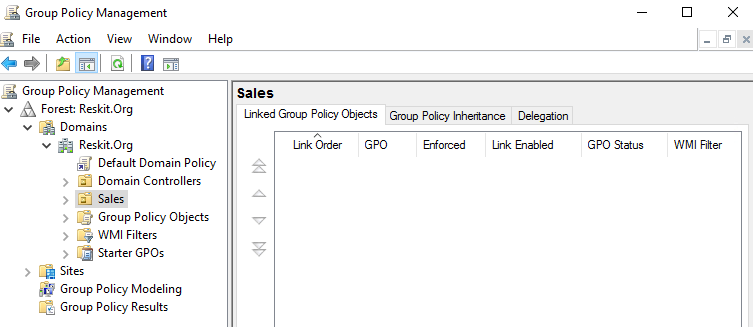 Group Policy Management
File Action View Window Help
Group Policy Management
Forest: Reskit.Org
Domains
Reskit.Org
Default Domain Policy
Domain Controllers
Sales
Group Policy Objects
WMI Filters
Starter GPOs
Sites
Group Policy Modeling
Group Policy Results
Sales
Linked Group Policy Objects Group Policy Inheritance Delegation
Link Order GPO Enforced Link Enabled GPO Status WMI Filter